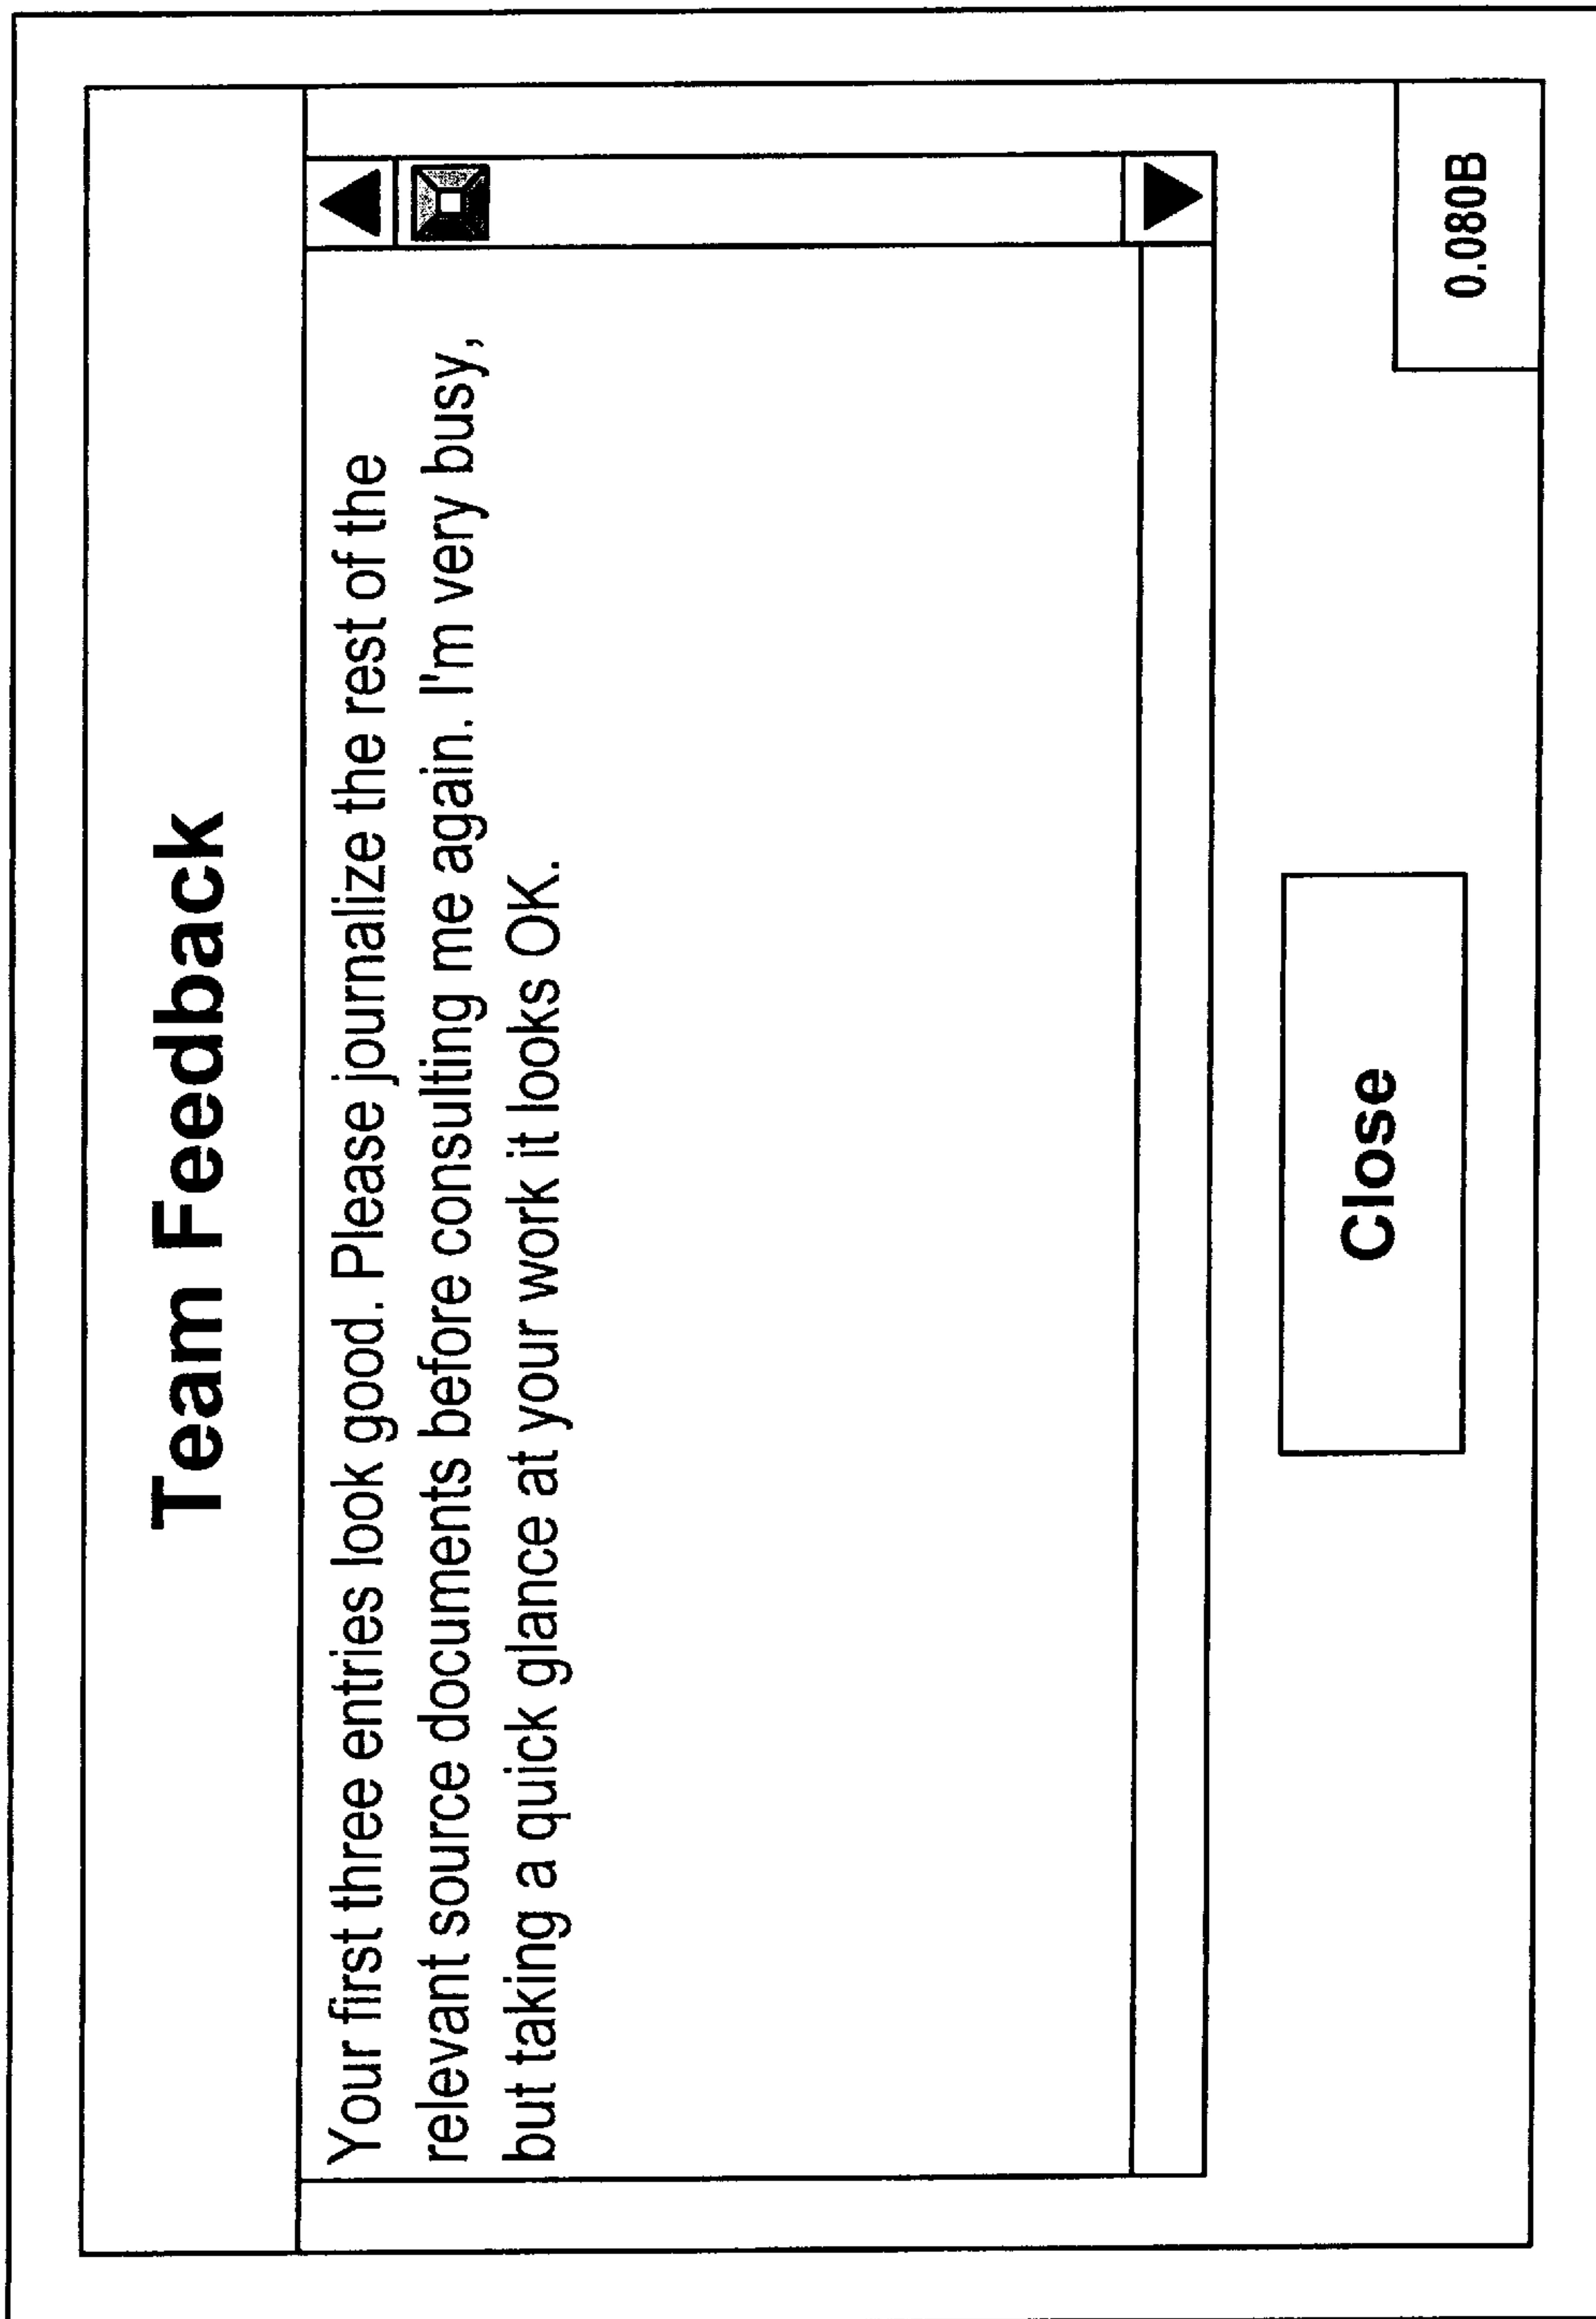 Team Feedback
Your first three entries look good. Please journalize the rest of the
relevant source documents before consulting me again. I'm very busy,
but taking a quick glance at your work it looks OK.
Close
0.080B